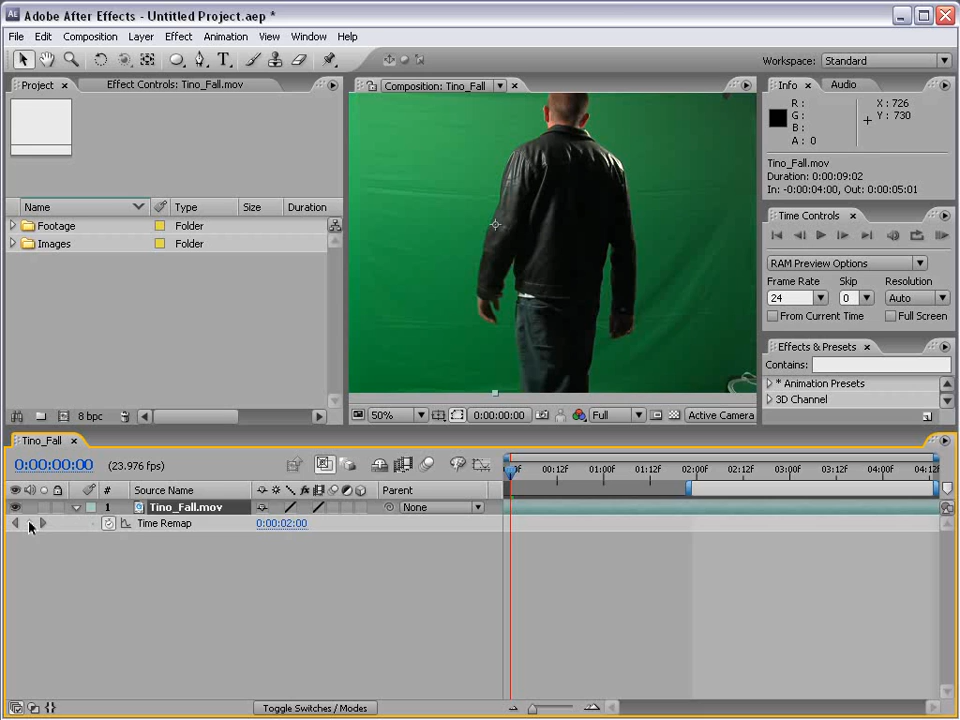 AE Adobe After Effects - Untitled Project.aep *
File Edit Composition Layer Effect Animation View Window Help
T
Workspace: Standard
Project × Effect Controls: Tino_Fall.mov
Composition: Tino_Fall ×
Info × Audio
R :
G :
B :
A : 0
X : 726
Y : 730
Tino_Fall.mov
Duration: 0:00:09:02
In: -0:00:04:00, Out: 0:00:05:01
Name Type Size Duration
Footage Folder
Images Folder
Time Controls ×
RAM Preview Options
Frame Rate Skip Resolution
24 0 Auto
From Current Time Full Screen
Effects & Presets ×
Contains:
* Animation Presets
3D Channel
8 bpc
50% 0:00:00:00 Full Active Camera
Tino_Fall ×
0:00:00:00 (23.976 fps)
00:12f 01:00f 01:12f 02:00f 02:12f 03:00f 03:12f 04:00f 04:12f
# Source Name Parent
1 Tino_Fall.mov None
Time Remap 0:00:02:00
Toggle Switches / Modes